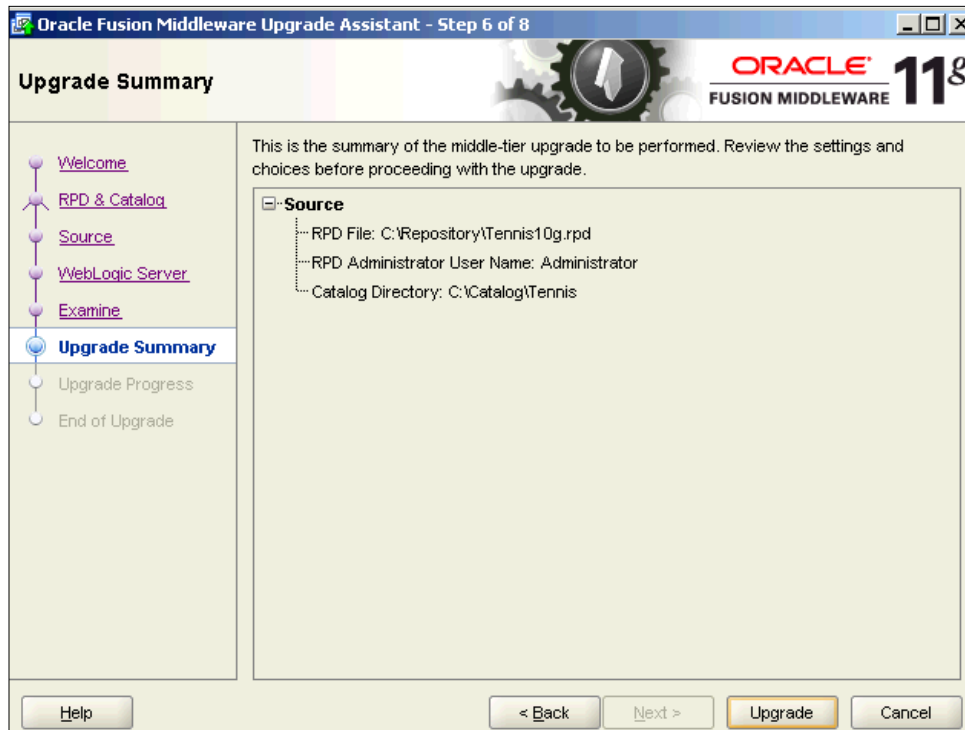 Oracle Fusion Middleware Upgrade Assistant - Step 6 of 8
Upgrade Summary
ORACLE 11g
FUSION MIDDLEWARE
Welcome
RPD & Catalog
Source
WebLogic Server
Examine
Upgrade Summary
Upgrade Progress
End of Upgrade
This is the summary of the middle-tier upgrade to be performed. Review the settings and
choices before proceeding with the upgrade.
Source
RPD File: C:\Repository\Tennis10g.rpd
RPD Administrator User Name: Administrator
Catalog Directory: C:\Catalog\Tennis
Help
< Back
Next >
Upgrade
Cancel